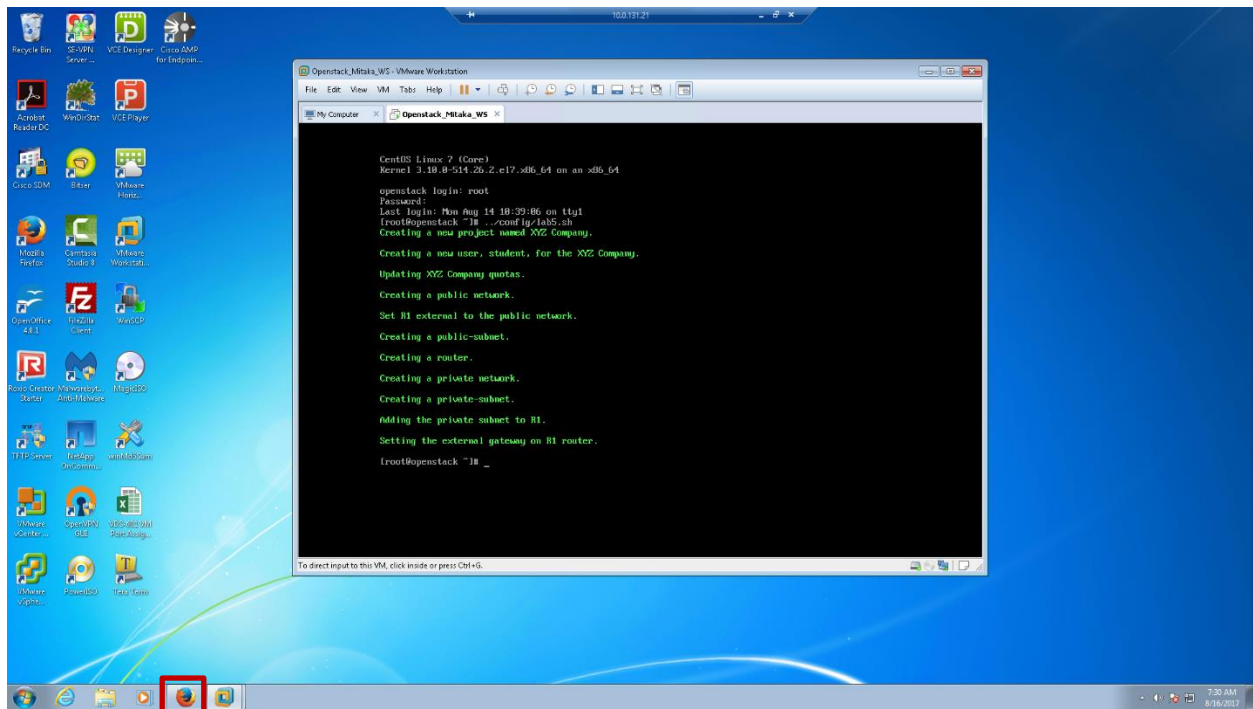 10.0.131.21
Recycle Bin
SE-VPN Server ...
VCE Designer
Cisco AMP for Endpoin...
Acrobat Reader DC
WinDirStat
VCE Player
Cisco SDM
Bitser
VMware Horiz...
Mozilla Firefox
Camtasia Studio 8
VMware Workstati...
OpenOffice 4.1.1
FileZilla Client
WinSCP
Roxio Creator Starter
Malwarebyt... Anti-Malware
MagicISO
TFTP Server
NetApp OnComm...
winMd5Sum
VMware vCenter ...
OpenVPN GUI
VMware vSphe...
PowerISO
Tera Term
Openstack_Mitaka_WS - VMware Workstation
File Edit View VM Tabs Help
My Computer
Openstack_Mitaka_WS
CentOS Linux 7 (Core)
Kernel 3.10.0-514.26.2.el7.x86_64 on an x86_64
openstack login: root
Password:
Last login: Mon Aug 14 10:39:06 on tty1
[root@openstack ~]# ../config/lab5.sh
Creating a new project named XYZ Company.
Creating a new user, student, for the XYZ Company.
Updating XYZ Company quotas.
Creating a public network.
Set R1 external to the public network.
Creating a public-subnet.
Creating a router.
Creating a private network.
Creating a private-subnet.
Adding the private subnet to R1.
Setting the external gateway on R1 router.
[root@openstack ~]# _
To direct input to this VM, click inside or press Ctrl+G.
7:30 AM
8/16/2017